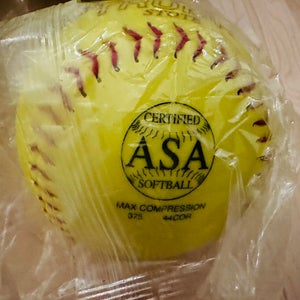 CERTIFIED
ASA
SOFTBALL
MAX COMPRESSION
375 44COR